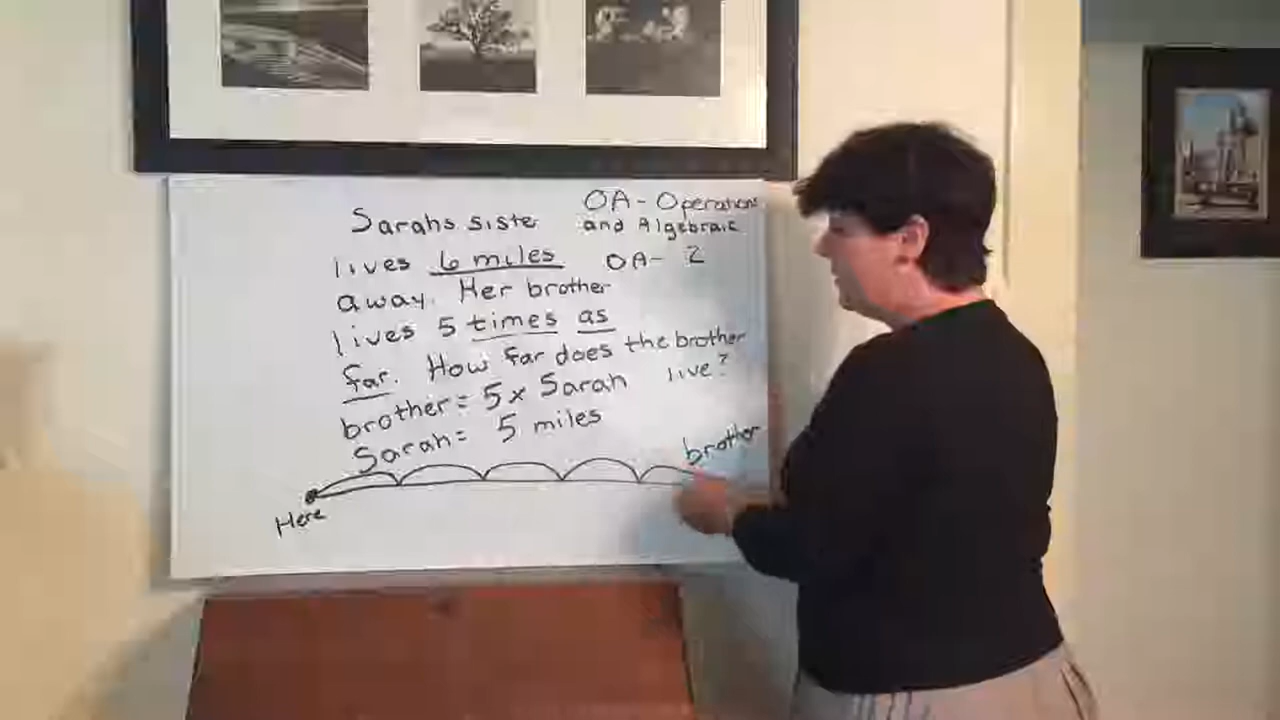 Sarahs siste
lives 6 miles
away. Her brother
lives 5 times as
far. How far does the brother
live?
brother = 5 x Sarah
Sarah = 5 miles
OA - Operations
and Algebraic
OA - 2
brother
Here